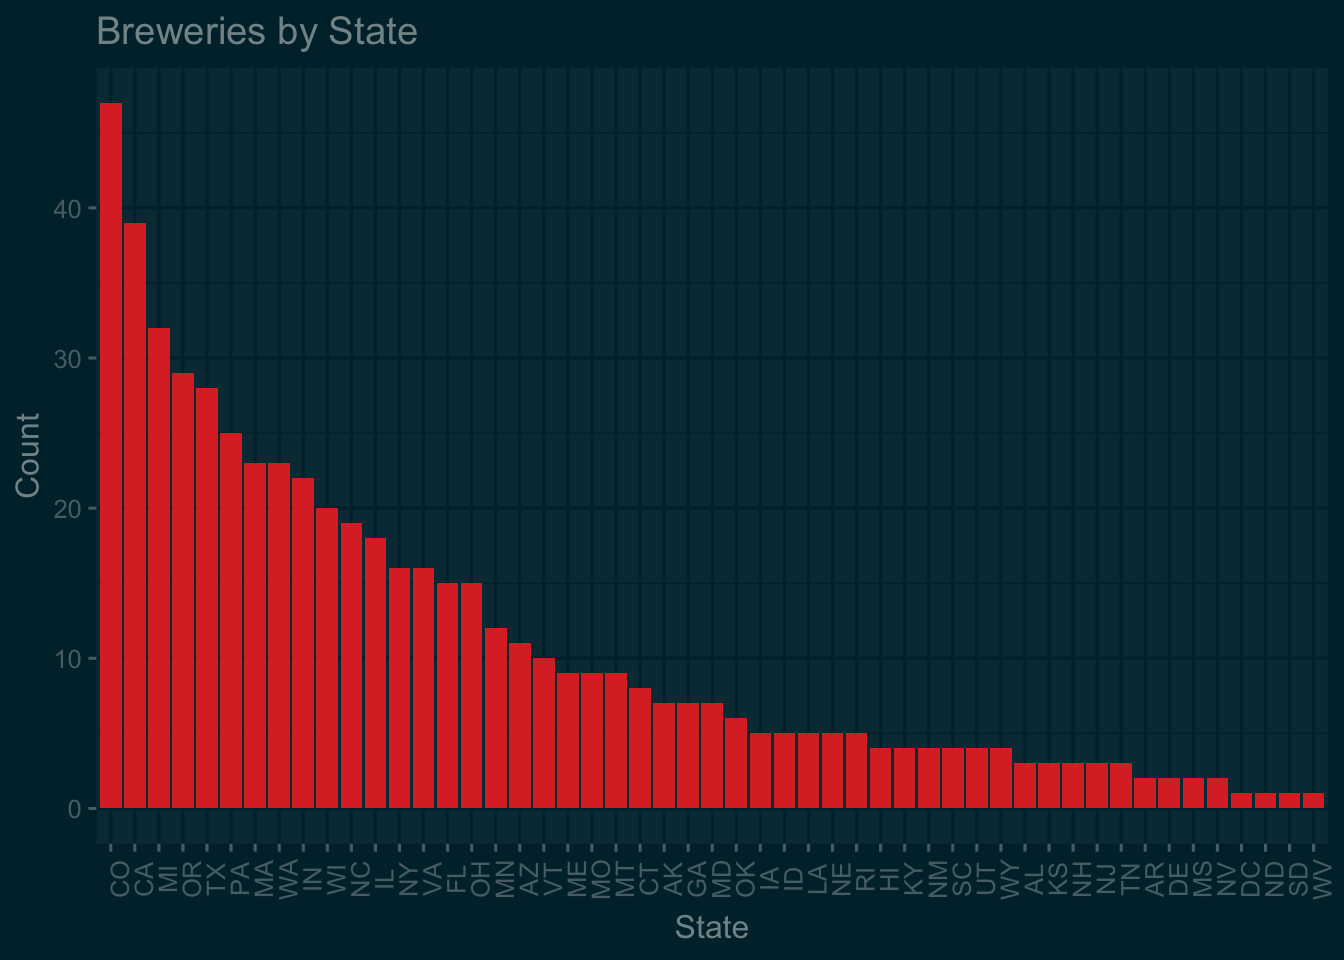 Breweries by State
Count
40
30
20
10
0
CO CA MI OR TX PA MA WA IN WI NC IL NY VA FL OH MN AZ VT ME MO MT CT AK GA MD OK IA ID LA NE RI HI KY NM SC UT WY AL KS NH NJ TN AR DE MS NV DC ND SD WV
State